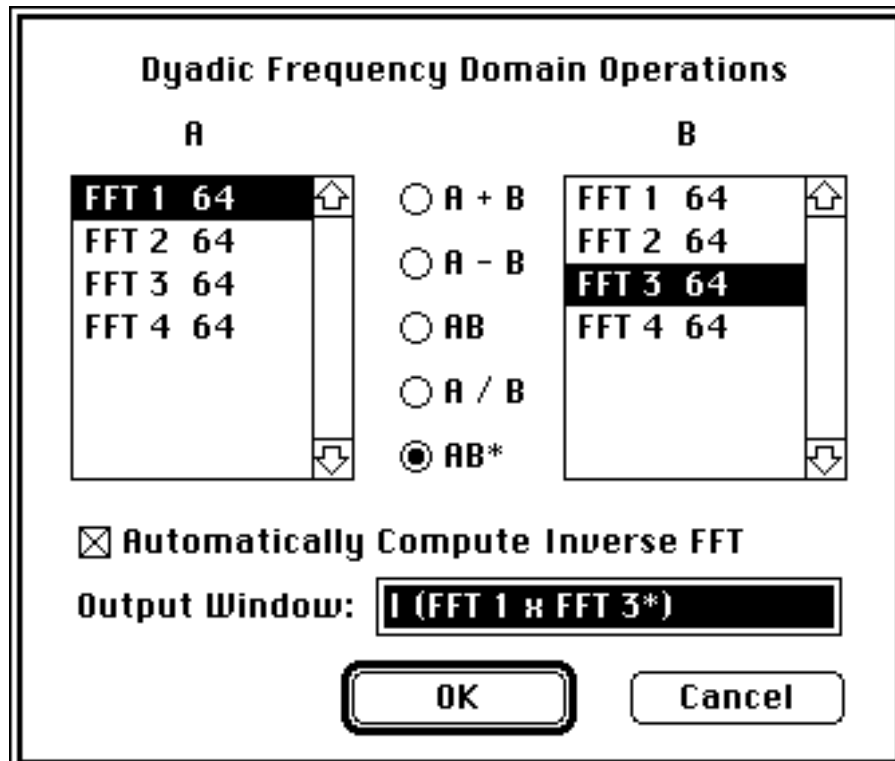 Dyadic Frequency Domain Operations
A
B
FFT 1 64
FFT 2 64
FFT 3 64
FFT 4 64
A + B
A - B
AB
A / B
AB*
FFT 1 64
FFT 2 64
FFT 3 64
FFT 4 64
Automatically Compute Inverse FFT
Output Window: I (FFT 1 x FFT 3*)
OK
Cancel